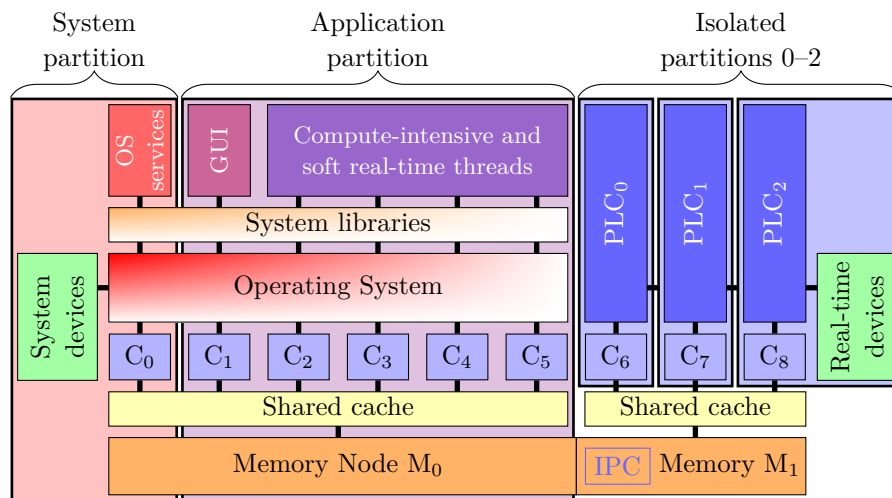 System
partition
Application
partition
Isolated
partitions 0–2
OS
services
GUI
Compute-intensive and
soft real-time threads
PLC₀
PLC₁
PLC₂
System libraries
Operating System
System
devices
Real-time
devices
C₀
C₁
C₂
C₃
C₄
C₅
C₆
C₇
C₈
Shared cache
Shared cache
Memory Node M₀
IPC
Memory M₁